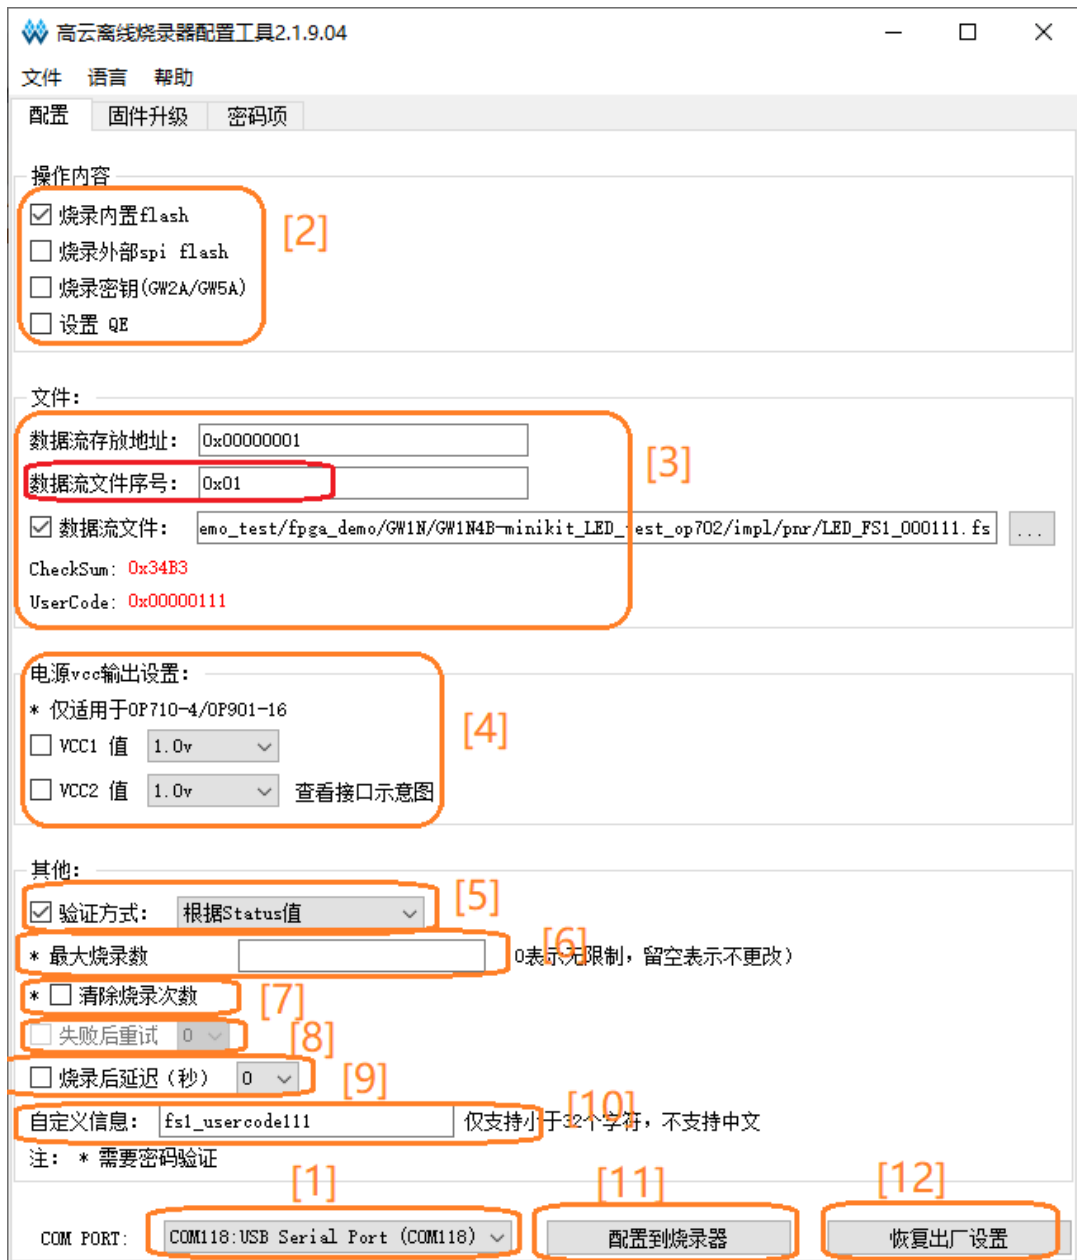 高云离线烧录器配置工具2.1.9.04
文件 语言 帮助
配置 固件升级 密码项
操作内容
烧录内置flash
[2]
烧录外部spi flash
烧录密钥(GW2A/GW5A)
设置 QE
文件：
数据流存放地址： 0x00000001
[3]
数据流文件序号： 0x01
数据流文件： emo_test/fpga_demo/GW1N/GW1N4B-minikit_LED_test_op702/impl/pnr/LED_FS1_000111.fs ...
CheckSum: 0x34B3
UserCode: 0x00000111
电源vcc输出设置：
* 仅适用于OP710-4/OP901-16
[4]
VCC1 值 1.0v
VCC2 值 1.0v 查看接口示意图
其他：
[5]
验证方式： 根据Status值
* 最大烧录数 [6] 0表示无限制，留空表示不更改）
* 清除烧录次数 [7]
失败后重试 0 [8]
烧录后延迟（秒） 0 [9]
自定义信息： fs1_usercode111 仅支持小于32个字符，不支持中文 [10]
注： * 需要密码验证
[1] [11] [12]
COM PORT: COM118:USB Serial Port (COM118) 配置到烧录器 恢复出厂设置